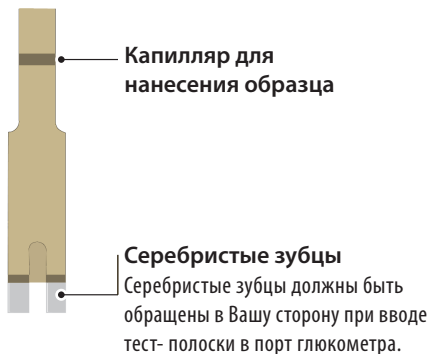 Капилляр для
нанесения образца
Серебристые зубцы
Серебристые зубцы должны быть
обращены в Вашу сторону при вводе
тест- полоски в порт глюкометра.